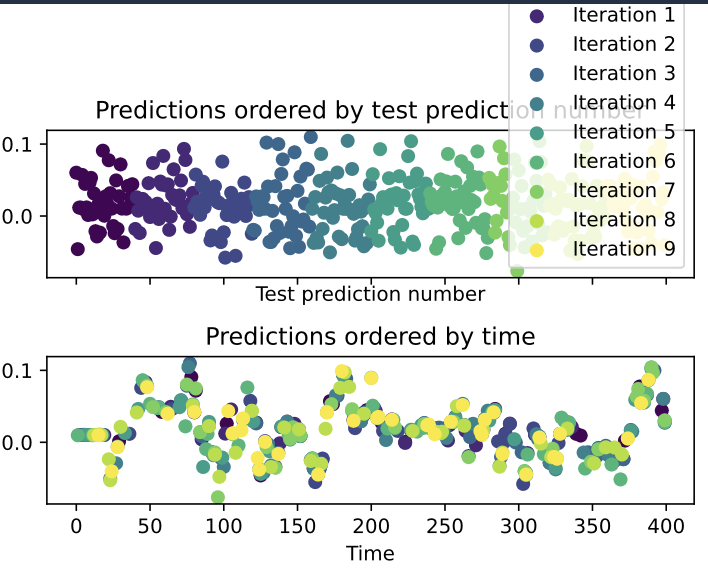 Iteration 1
Iteration 2
Iteration 3
Iteration 4
Iteration 5
Iteration 6
Iteration 7
Iteration 8
Iteration 9
Predictions ordered by test prediction number
0.1
0.0
Test prediction number
Predictions ordered by time
0.1
0.0
0 50 100 150 200 250 300 350 400
Time